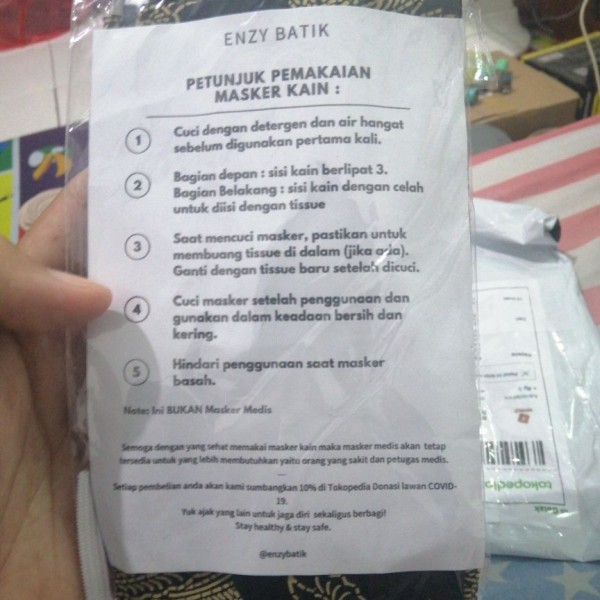 ENZY BATIK
PETUNJUK PEMAKAIAN
MASKER KAIN :
1 Cuci dengan detergen dan air hangat
sebelum digunakan pertama kali.
2 Bagian depan : sisi kain berlipat 3.
Bagian Belakang : sisi kain dengan celah
untuk diisi dengan tissue
3 Saat mencuci masker, pastikan untuk
membuang tissue di dalam (jika ada).
Ganti dengan tissue baru setelah dicuci.
4 Cuci masker setelah penggunaan dan
gunakan dalam keadaan bersih dan
kering.
5 Hindari penggunaan saat masker
basah.
Note: Ini BUKAN Masker Medis
Semoga dengan yang sehat memakai masker kain maka masker medis akan tetap
tersedia untuk yang lebih membutuhkan yaitu orang yang sakit dan petugas medis.
Setiap pembelian anda akan kami sumbangkan 10% di Tokopedia Donasi lawan COVID-
19.
Yuk ajak yang lain untuk jaga diri sekaligus berbagi!
Stay healthy & stay safe.
@enzybatik
tokopedia